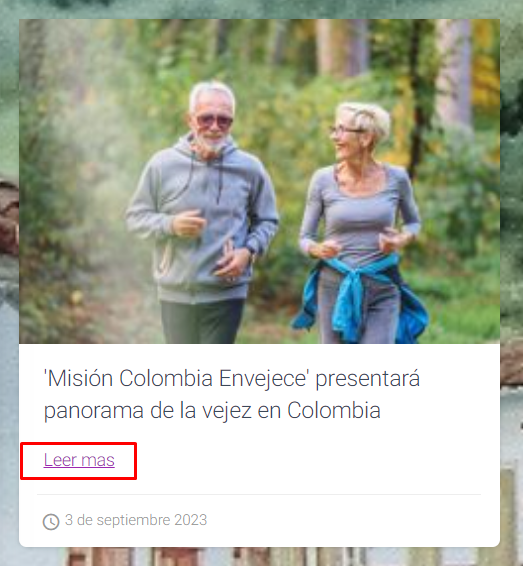 'Misión Colombia Envejece' presentará
panorama de la vejez en Colombia
Leer mas
3 de septiembre 2023